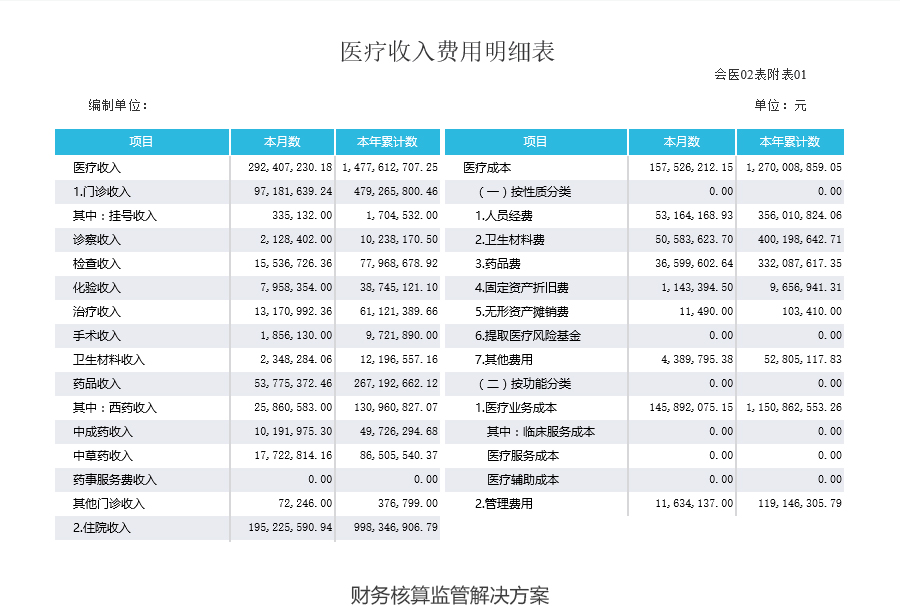 医疗收入费用明细表
会医02表附表01
编制单位：
单位：元
项目 本月数 本年累计数 项目 本月数 本年累计数
医疗收入 292,407,230.18 1,477,612,707.25 医疗成本 157,526,212.15 1,270,008,859.05
1.门诊收入 97,181,639.24 479,265,800.46 （一）按性质分类 0.00 0.00
其中：挂号收入 335,132.00 1,704,532.00 1.人员经费 53,164,168.93 356,010,824.06
诊察收入 2,128,402.00 10,238,170.50 2.卫生材料费 50,583,623.70 400,198,642.71
检查收入 15,536,726.36 77,968,678.92 3.药品费 36,599,602.64 332,087,617.35
化验收入 7,958,354.00 38,745,121.10 4.固定资产折旧费 1,143,394.50 9,656,941.31
治疗收入 13,170,992.36 61,121,389.66 5.无形资产摊销费 11,490.00 103,410.00
手术收入 1,856,130.00 9,721,890.00 6.提取医疗风险基金 0.00 0.00
卫生材料收入 2,348,284.06 12,196,557.16 7.其他费用 4,389,795.38 52,805,117.83
药品收入 53,775,372.46 267,192,662.12 （二）按功能分类 0.00 0.00
其中：西药收入 25,860,583.00 130,960,827.07 1.医疗业务成本 145,892,075.15 1,150,862,553.26
中成药收入 10,191,975.30 49,726,294.68 其中：临床服务成本 0.00 0.00
中草药收入 17,722,814.16 86,505,540.37 医疗服务成本 0.00 0.00
药事服务费收入 0.00 0.00 医疗辅助成本 0.00 0.00
其他门诊收入 72,246.00 376,799.00 2.管理费用 11,634,137.00 119,146,305.79
2.住院收入 195,225,590.94 998,346,906.79
财务核算监管解决方案